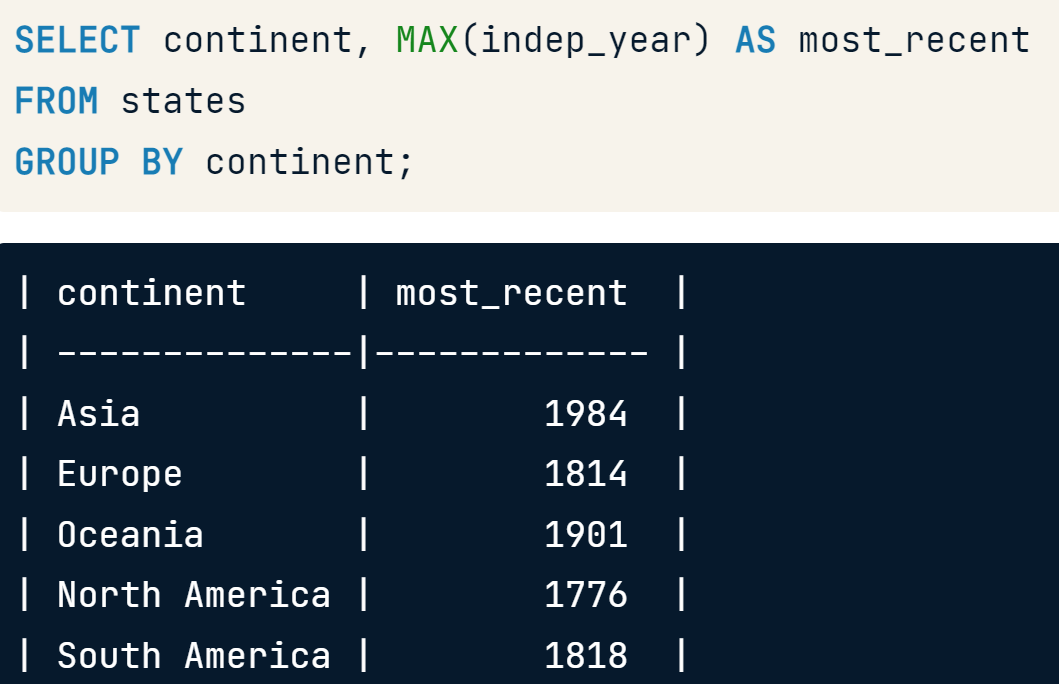 SELECT continent, MAX(indep_year) AS most_recent
FROM states
GROUP BY continent;
| continent     | most_recent  |
| --------------|------------- |
| Asia          |        1984  |
| Europe        |        1814  |
| Oceania       |        1901  |
| North America |        1776  |
| South America |        1818  |